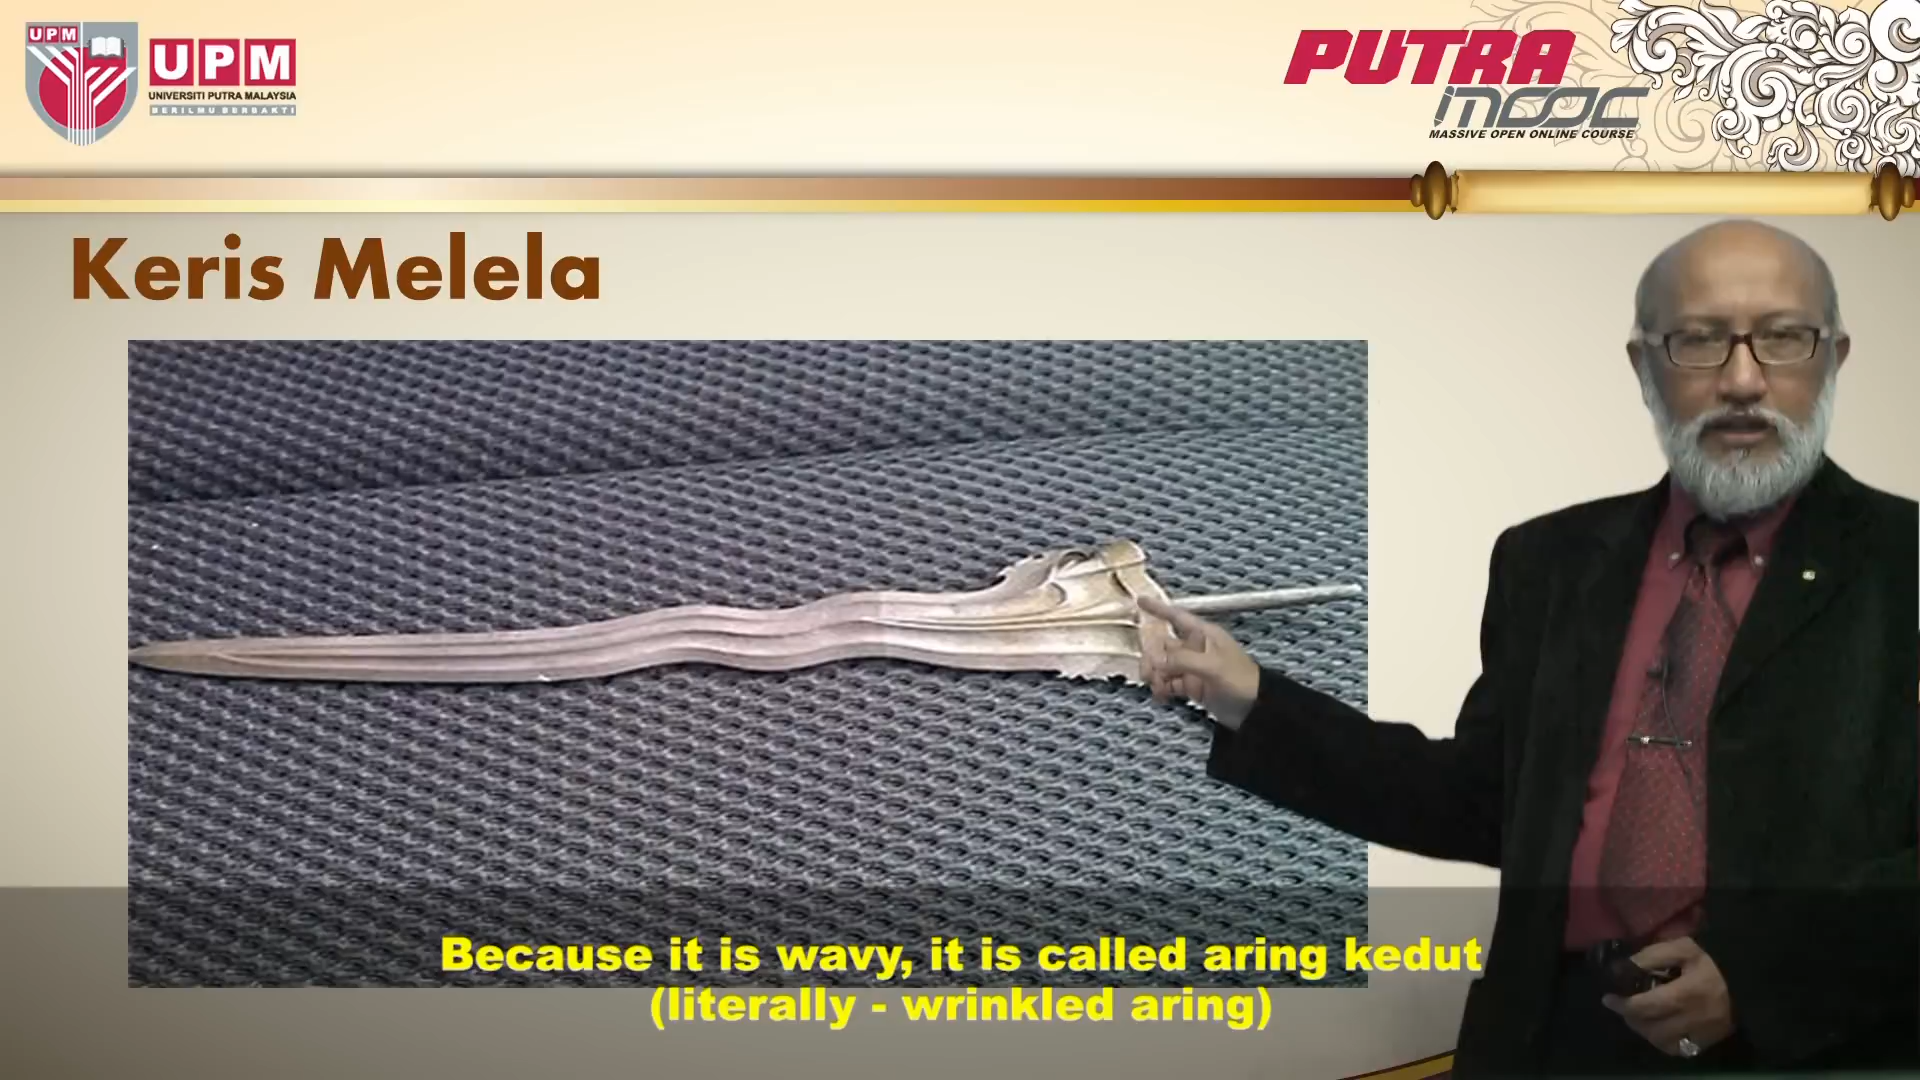 UPM
UPM
UNIVERSITI PUTRA MALAYSIA
BERILMU BERBAKTI
PUTRA
mooc
MASSIVE OPEN ONLINE COURSE
Keris Melela
Because it is wavy, it is called aring kedut
(literally - wrinkled aring)